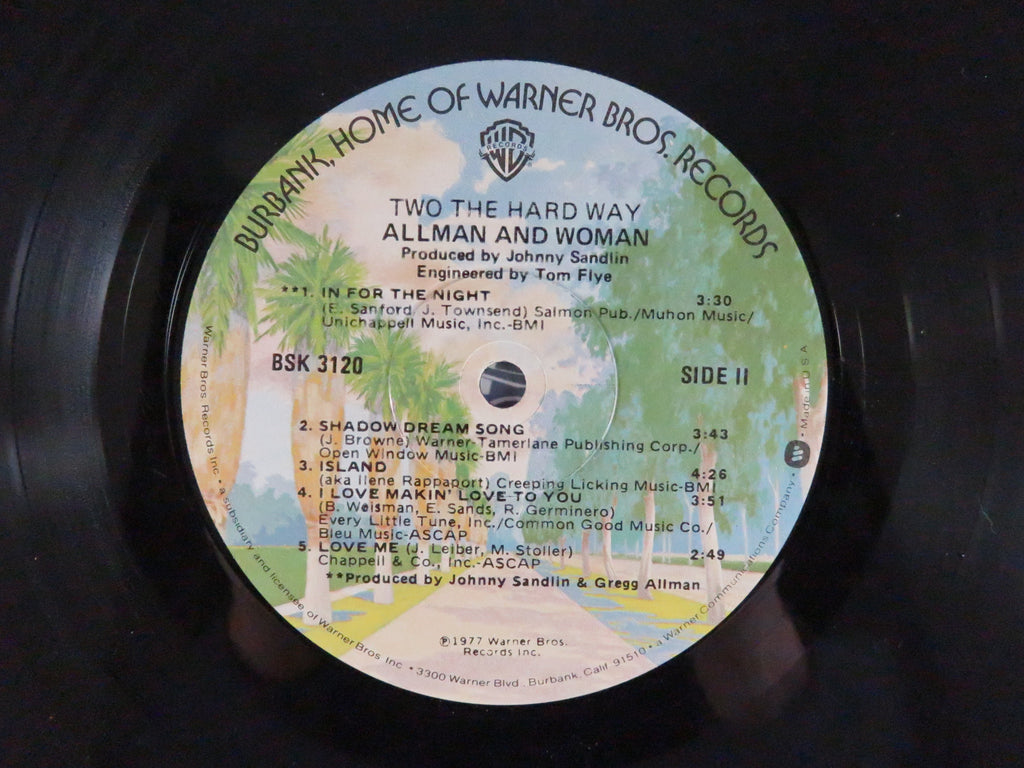 BURBANK, HOME OF WARNER BROS. RECORDS
RECORDS
TWO THE HARD WAY
ALLMAN AND WOMAN
Produced by Johnny Sandlin
Engineered by Tom Flye
**1. IN FOR THE NIGHT 3:30
(E. Sanford, J. Townsend) Salmon Pub./Muhon Music/
Unichappell Music, Inc.-BMI
BSK 3120 SIDE II
2. SHADOW DREAM SONG 3:43
(J. Browne) Warner-Tamerlane Publishing Corp./
Open Window Music-BMI
3. ISLAND 4:26
(aka Ilene Rappaport) Creeping Licking Music-BMI
4. I LOVE MAKIN' LOVE TO YOU 3:51
(B. Weisman, E. Sands, R. Germinero)
Every Little Tune, Inc./Common Good Music Co./
Bleu Music-ASCAP
5. LOVE ME (J. Leiber, M. Stoller) 2:49
Chappell & Co., Inc.-ASCAP
**Produced by Johnny Sandlin & Gregg Allman
℗1977 Warner Bros.
Records Inc.
Warner Bros. Records Inc. • a subsidiary and licensee of Warner Bros. Inc. • 3300 Warner Blvd., Burbank, Calif. 91510 • a Warner Communications Company • Made in U.S.A.